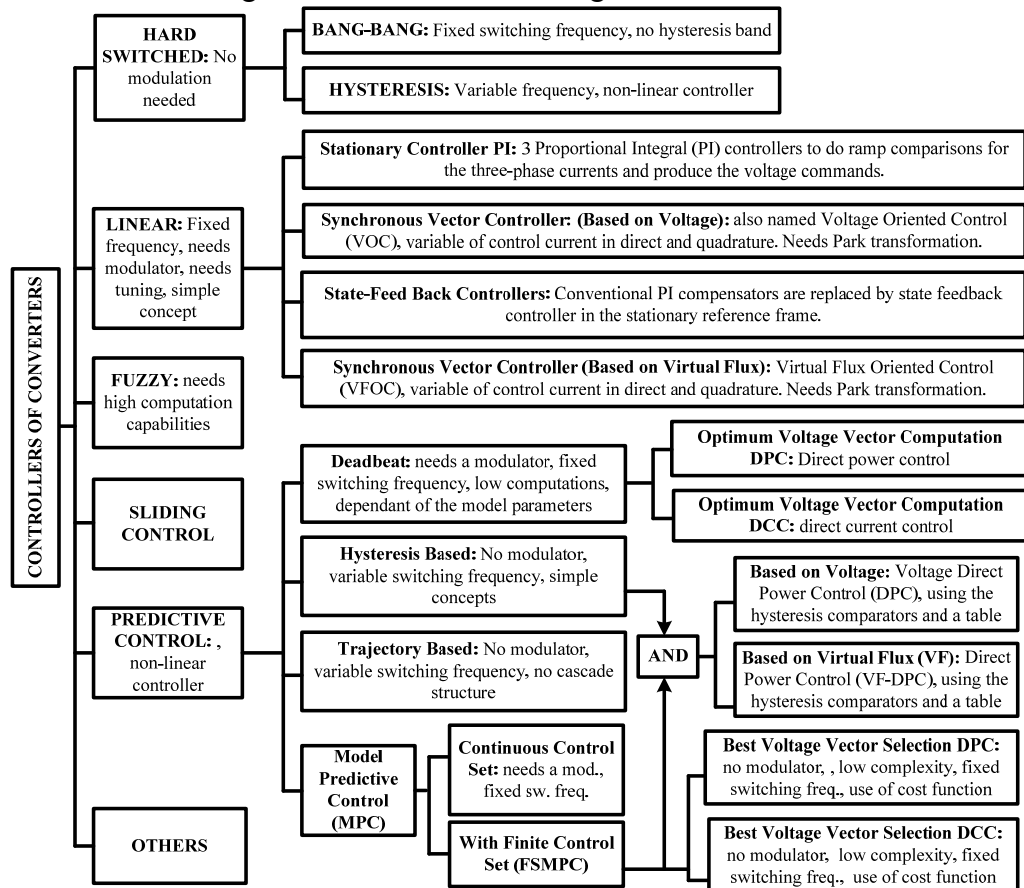 CONTROLLERS OF CONVERTERS
HARD
SWITCHED: No
modulation
needed
BANG-BANG: Fixed switching frequency, no hysteresis band
HYSTERESIS: Variable frequency, non-linear controller
LINEAR: Fixed
frequency, needs
modulator, needs
tuning, simple
concept
Stationary Controller PI: 3 Proportional Integral (PI) controllers to do ramp comparisons for
the three-phase currents and produce the voltage commands.
Synchronous Vector Controller: (Based on Voltage): also named Voltage Oriented Control
(VOC), variable of control current in direct and quadrature. Needs Park transformation.
State-Feed Back Controllers: Conventional PI compensators are replaced by state feedback
controller in the stationary reference frame.
Synchronous Vector Controller (Based on Virtual Flux): Virtual Flux Oriented Control
(VFOC), variable of control current in direct and quadrature. Needs Park transformation.
FUZZY: needs
high computation
capabilities
SLIDING
CONTROL
PREDICTIVE
CONTROL: ,
non-linear
controller
Deadbeat: needs a modulator, fixed
switching frequency, low computations,
dependant of the model parameters
Optimum Voltage Vector Computation
DPC: Direct power control
Optimum Voltage Vector Computation
DCC: direct current control
Hysteresis Based: No modulator,
variable switching frequency, simple
concepts
Trajectory Based: No modulator,
variable switching frequency, no cascade
structure
AND
Based on Voltage: Voltage Direct
Power Control (DPC), using the
hysteresis comparators and a table
Based on Virtual Flux (VF): Direct
Power Control (VF-DPC), using the
hysteresis comparators and a table
Model
Predictive
Control
(MPC)
Continuous Control
Set: needs a mod.,
fixed sw. freq.
With Finite Control
Set (FSMPC)
Best Voltage Vector Selection DPC:
no modulator, , low complexity, fixed
switching freq., use of cost function
Best Voltage Vector Selection DCC:
no modulator, low complexity, fixed
switching freq., use of cost function
OTHERS